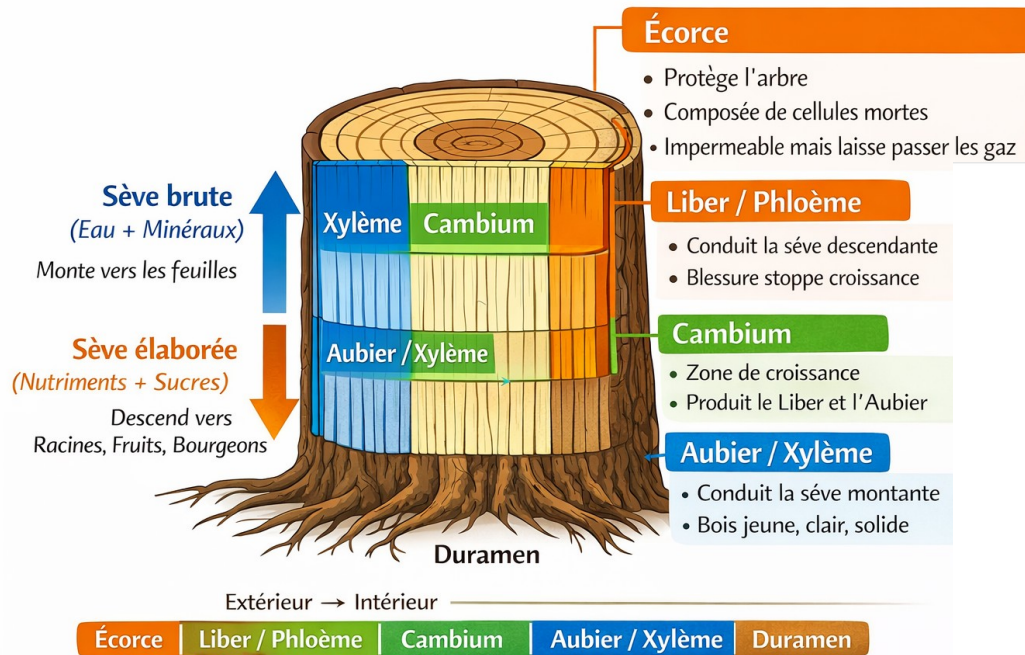 Écorce
• Protège l'arbre
• Composée de cellules mortes
• Impermeable mais laisse passer les gaz
Sève brute
(Eau + Minéraux)
Monte vers les feuilles
Xylème
Cambium
Liber / Phloème
• Conduit la séve descendante
• Blessure stoppe croissance
Sève élaborée
(Nutriments + Sucres)
Descend vers
Racines, Fruits, Bourgeons
Aubier / Xylème
Cambium
• Zone de croissance
• Produit le Liber et l'Aubier
Aubier / Xylème
• Conduit la séve montante
• Bois jeune, clair, solide
Duramen
Extérieur → Intérieur
Écorce Liber / Phloème Cambium Aubier / Xylème Duramen